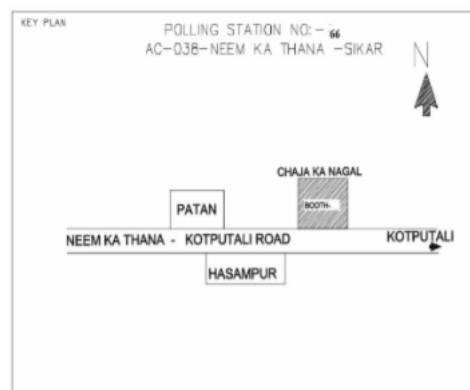 KEY PLAN
POLLING STATION NO:- 66
AC-038-NEEM KA THANA -SIKAR
N
CHAJA KA NAGAL
PATAN
BOOTH-
NEEM KA THANA - KOTPUTALI ROAD
KOTPUTALI
HASAMPUR